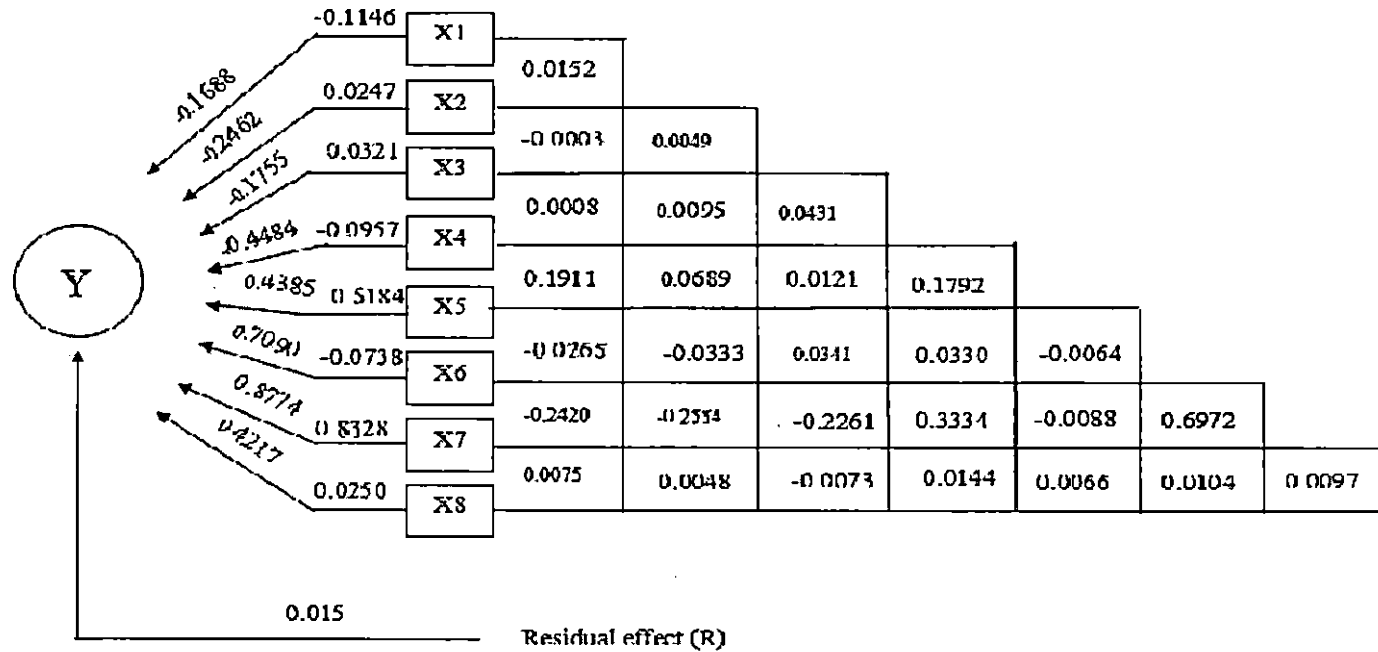 -0.1146 X1
0.0152
-0.1688
0.0247 X2
-0.2462
-0.0003 0.0049
0.0321 X3
-0.1755
0.0008 0.0095 0.0431
-0.4484 -0.0957 X4
Y
0.4385 0.5184 X5
0.1911 0.0689 0.0121 0.1792
0.7090 -0.0738 X6
-0.0265 -0.0333 0.0341 0.0330 -0.0064
0.8774
0.8328 X7
-0.2420 -0.2554 -0.2261 0.3334 -0.0088 0.6972
0.4217
0.0250 X8
0.0075 0.0048 -0.0073 0.0144 0.0066 0.0104 0.0097
0.015
Residual effect (R)